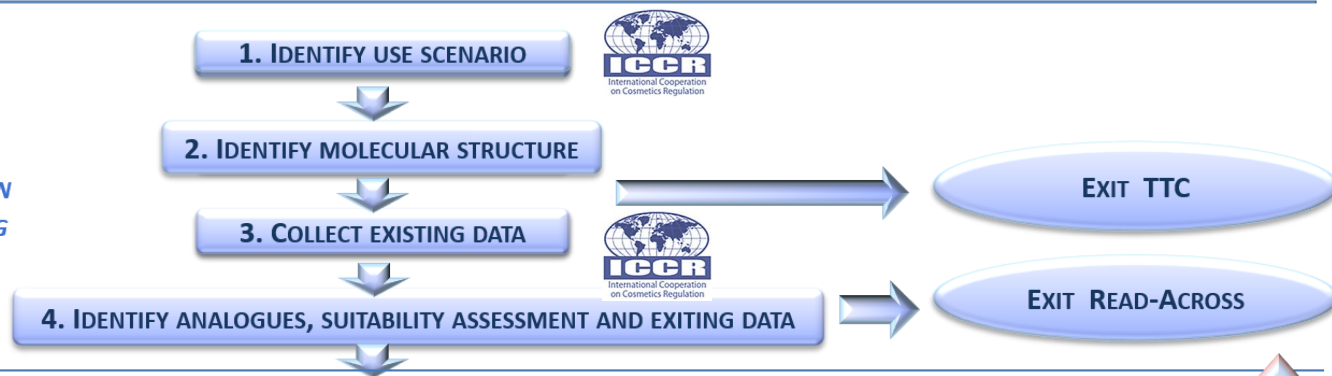 1. IDENTIFY USE SCENARIO
ICCR
International Cooperation
on Cosmetics Regulation
2. IDENTIFY MOLECULAR STRUCTURE
N
EXIT TTC
G
3. COLLECT EXISTING DATA
ICCR
International Cooperation
on Cosmetics Regulation
4. IDENTIFY ANALOGUES, SUITABILITY ASSESSMENT AND EXITING DATA
EXIT READ-ACROSS